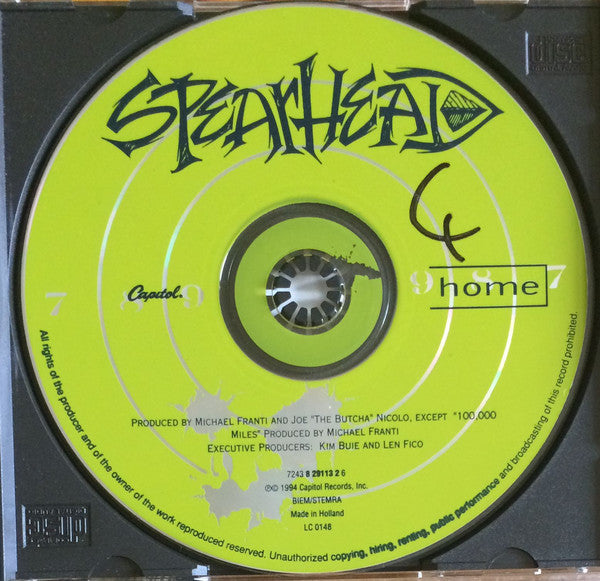 SPEARHEAD
4
Capitol.
7 8 9
9 8 7
home
PRODUCED BY MICHAEL FRANTI AND JOE "THE BUTCHA" NICOLO, EXCEPT "100,000
MILES" PRODUCED BY MICHAEL FRANTI
EXECUTIVE PRODUCERS: KIM BUIE AND LEN FICO
7243 8 29113 2 6
℗© 1994 Capitol Records, Inc.
BIEM/STEMRA
Made in Holland
LC 0148
All rights of the producer and of the owner of the work reproduced reserved. Unauthorized copying, hiring, renting, public performance and broadcasting of this record prohibited.
disc
disc